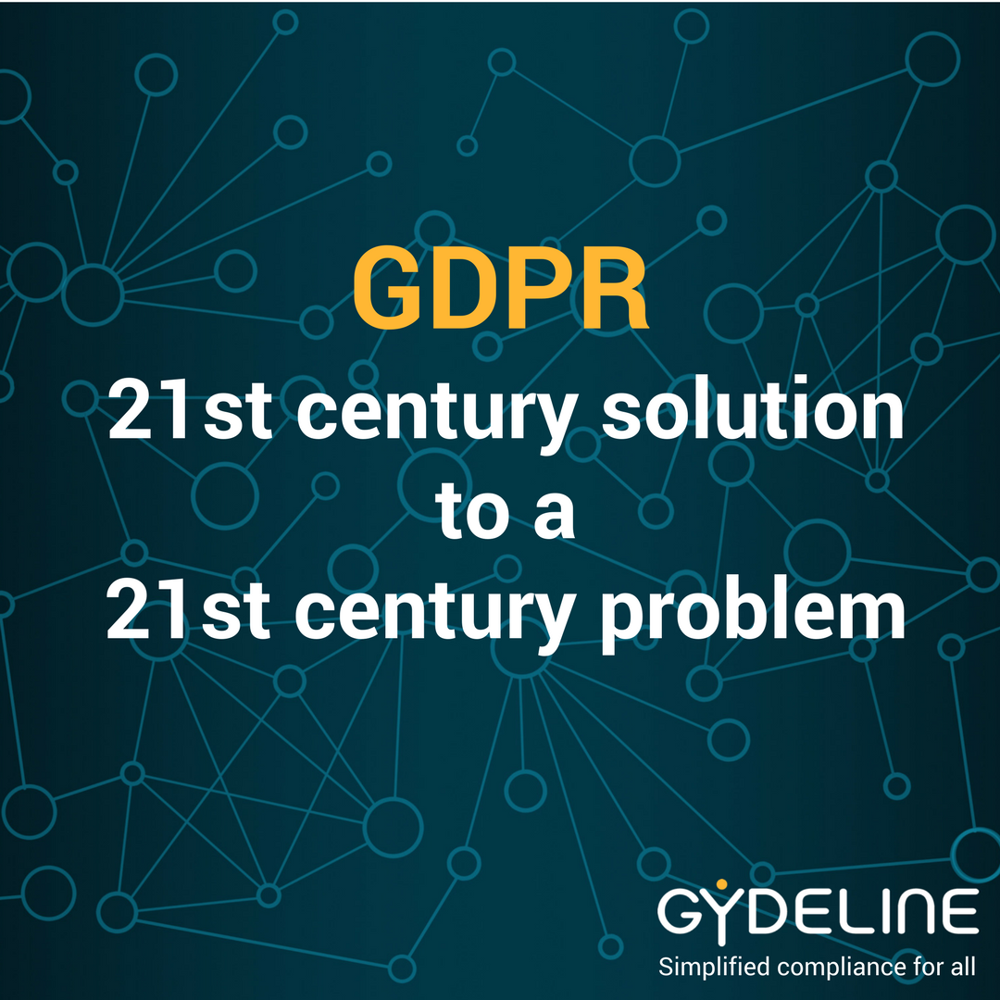 GDPR
21st century solution
to a
21st century problem
GYDELINE
Simplified compliance for all